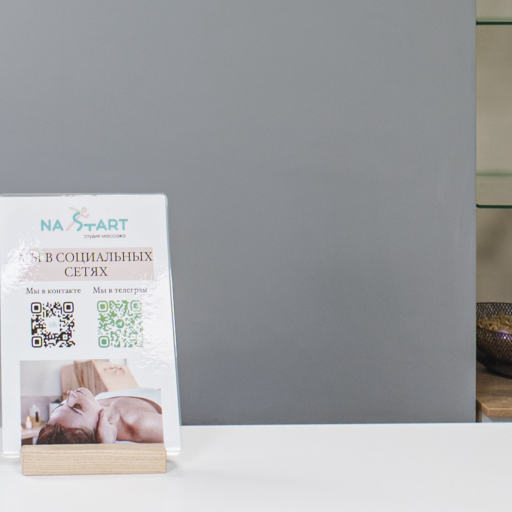 NA START
студия массажа
МЫ В СОЦИАЛЬНЫХ
СЕТЯХ
Мы в контакте Мы в телеграм